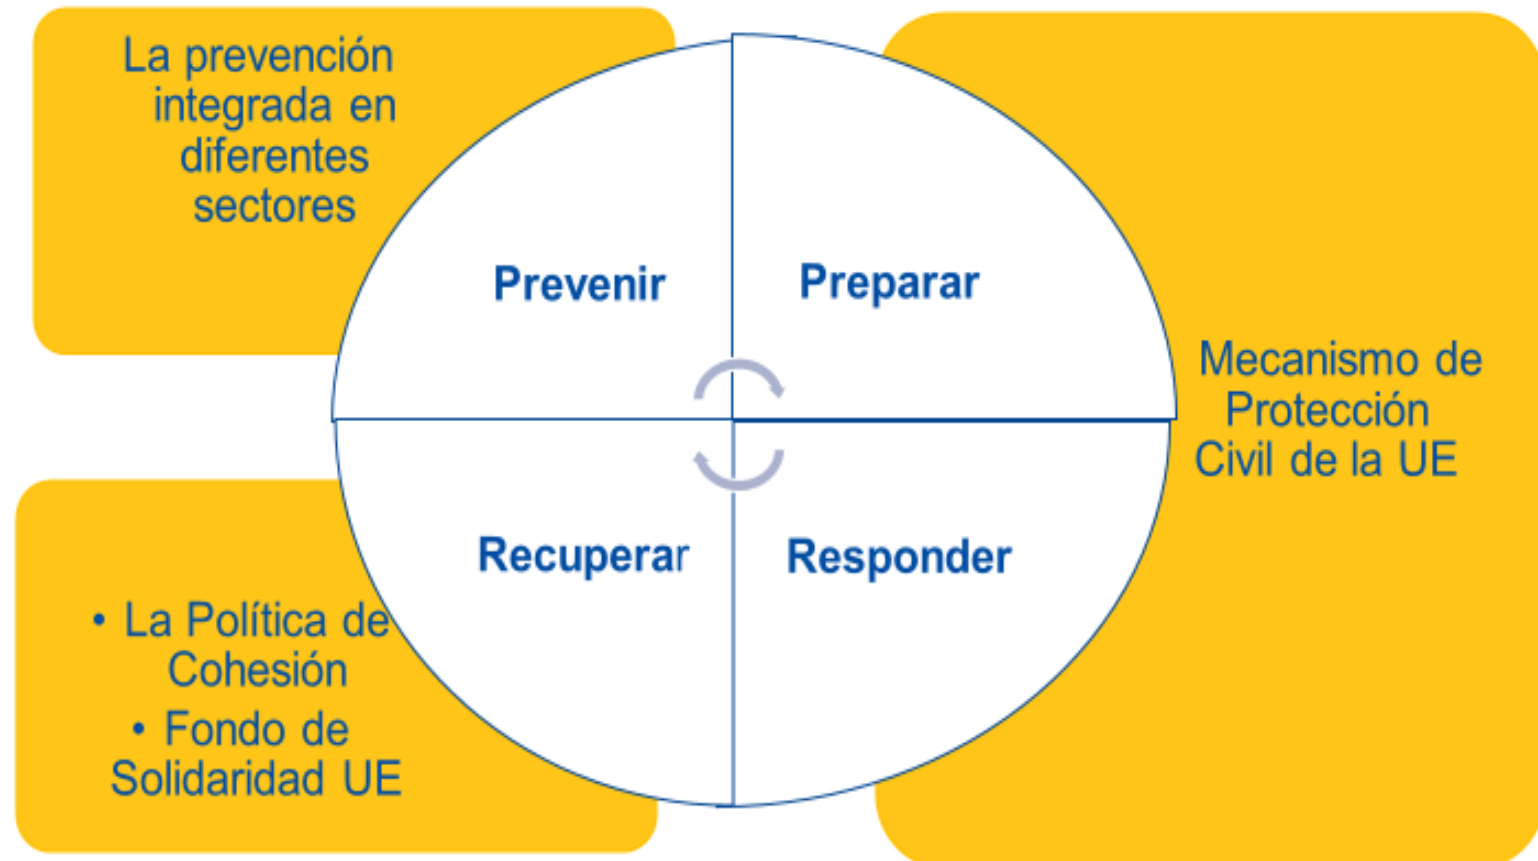 La prevención
integrada en
diferentes
sectores
Prevenir
Preparar
Mecanismo de
Protección
Civil de la UE
Recuperar
Responder
• La Política de
Cohesión
• Fondo de
Solidaridad UE